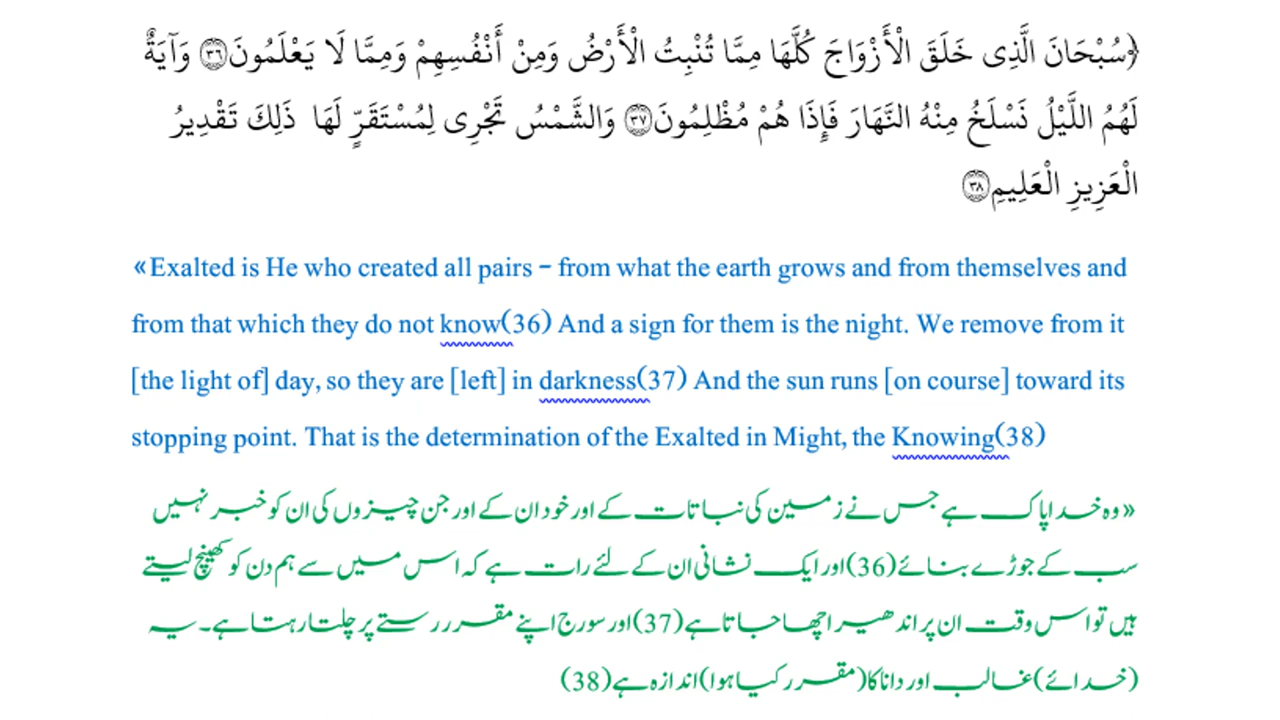 ﴿سُبْحَانَ الَّذِى خَلَقَ الْأَزْوَاجَ كُلَّهَا مِمَّا تُنْبِتُ الْأَرْضُ وَمِنْ أَنْفُسِهِمْ وَمِمَّا لَا يَعْلَمُونَ۝٣٦ وَآيَةٌ
لَهُمُ اللَّيْلُ نَسْلَخُ مِنْهُ النَّهَارَ فَإِذَا هُمْ مُظْلِمُونَ۝٣٧ وَالشَّمْسُ تَجْرِى لِمُسْتَقَرٍّ لَهَا ذَلِكَ تَقْدِيرُ
الْعَزِيزِ الْعَلِيمِ۝٣٨
«Exalted is He who created all pairs – from what the earth grows and from themselves and
from that which they do not know(36) And a sign for them is the night. We remove from it
[the light of] day, so they are [left] in darkness(37) And the sun runs [on course] toward its
stopping point. That is the determination of the Exalted in Might, the Knowing(38)
«وہ خدا پاک ہے جس نے زمین کی نباتات کے اور خود ان کے اور جن چیزوں کی ان کو خبر نہیں
سب کے جوڑے بنائے(36)اور ایک نشانی ان کے لئے رات ہے کہ اس میں سے ہم دن کو کھینچ لیتے
ہیں تو اس وقت ان پر اندھیرا چھا جاتا ہے(37)اور سورج اپنے مقرر رستے پر چلتا رہتا ہے۔ یہ
(خدائے)غالب اور دانا کا(مقرر کیا ہوا)اندازہ ہے(38)